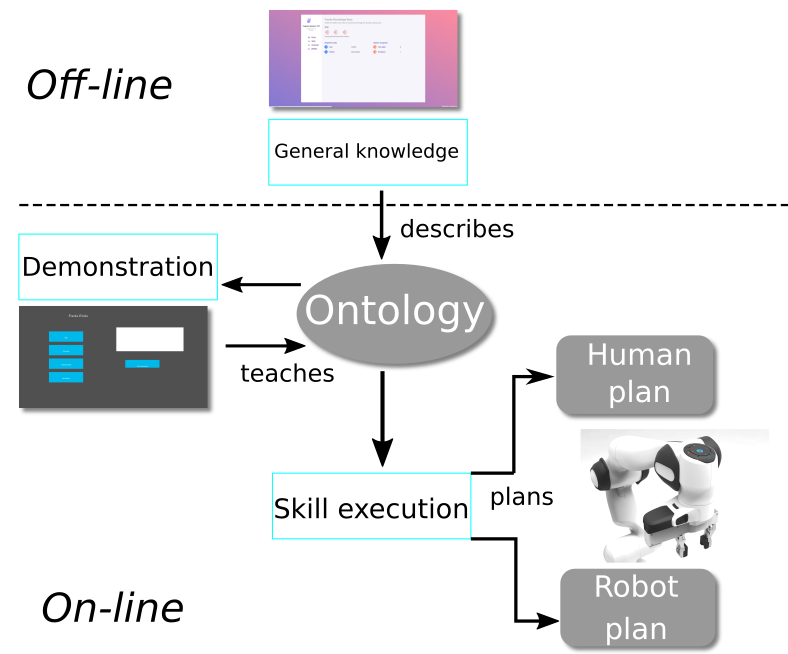 Off-line
General knowledge
describes
Demonstration
Ontology
teaches
Human
plan
Skill execution
plans
Robot
plan
On-line